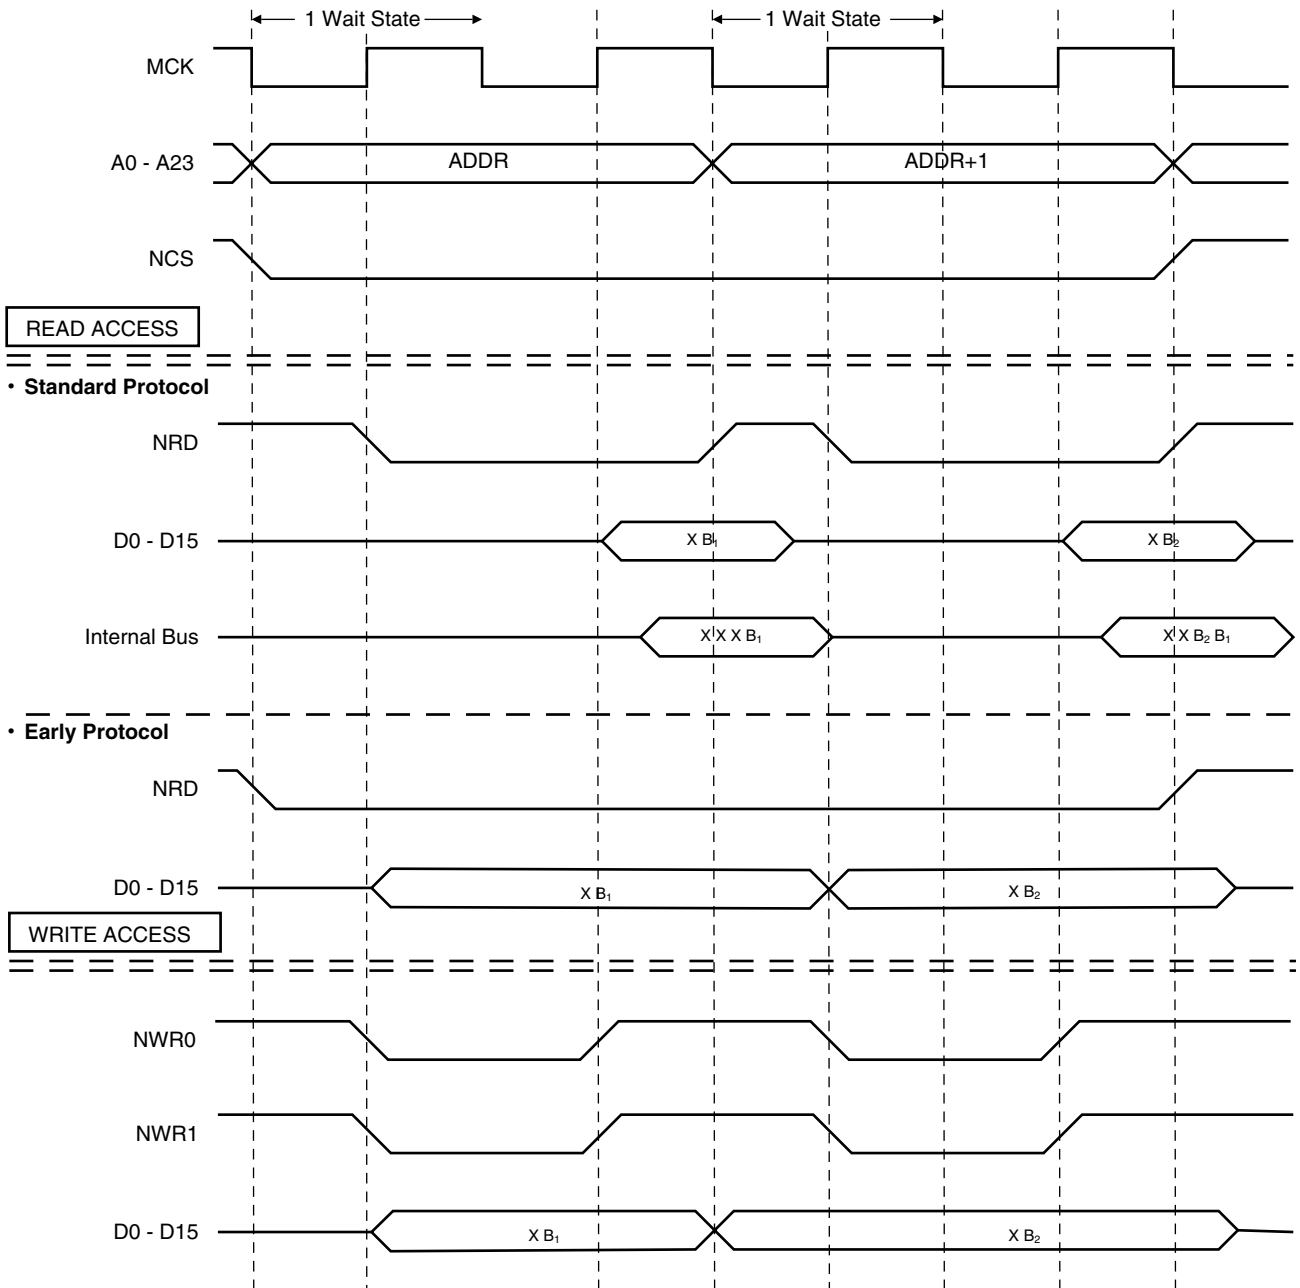 1 Wait State 1 Wait State
MCK
A0 - A23 ADDR ADDR+1
NCS
READ ACCESS
• Standard Protocol
NRD
D0 - D15 X B₁ X B₂
Internal Bus X X X B₁ X X B₂ B₁
• Early Protocol
NRD
D0 - D15 X B₁ X B₂
WRITE ACCESS
NWR0
NWR1
D0 - D15 X B₁ X B₂